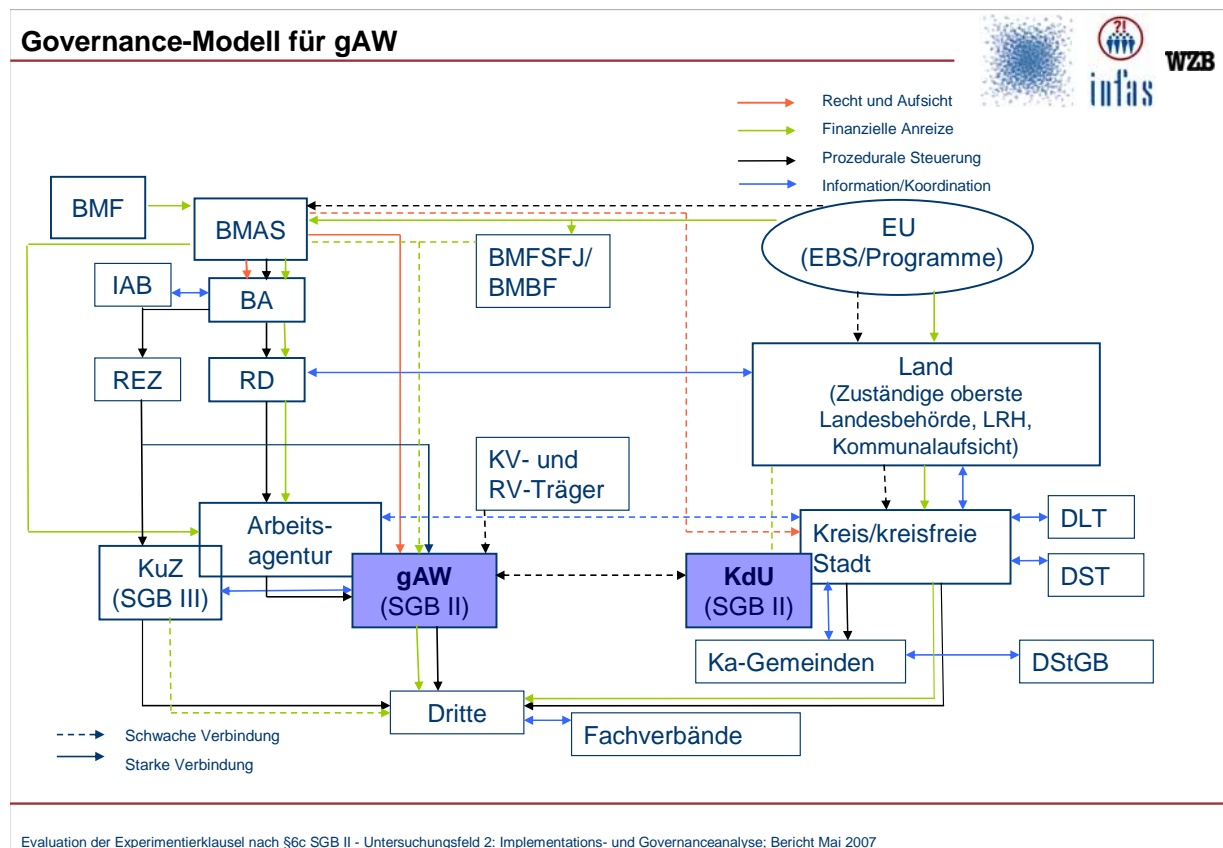 Governance-Modell für gAW
?!
infas
WZB
Recht und Aufsicht
Finanzielle Anreize
Prozedurale Steuerung
Information/Koordination
BMF
BMAS
EU
(EBS/Programme)
BMFSFJ/
BMBF
IAB
BA
REZ
RD
Land
(Zuständige oberste
Landesbehörde, LRH,
Kommunalaufsicht)
KV- und
RV-Träger
Arbeits-
agentur
Kreis/kreisfreie
Stadt
DLT
DST
KuZ
(SGB III)
gAW
(SGB II)
KdU
(SGB II)
Ka-Gemeinden
DStGB
Dritte
Fachverbände
Schwache Verbindung
Starke Verbindung
Evaluation der Experimentierklausel nach §6c SGB II - Untersuchungsfeld 2: Implementations- und Governanceanalyse; Bericht Mai 2007